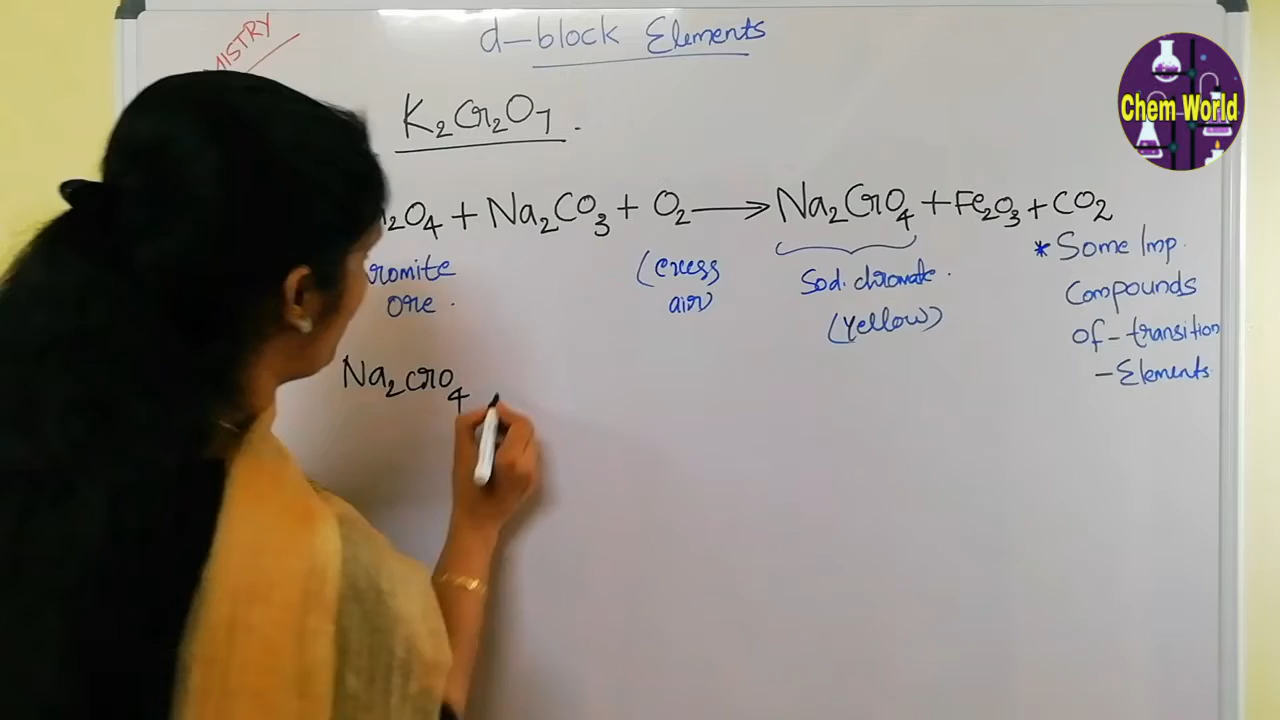 d-block Elements
K₂Cr₂O₇.
₂O₄ + Na₂CO₃ + O₂ → Na₂CrO₄ + Fe₂O₃ + CO₂
romite
ore.
(excess
air)
Sod. chromate.
(Yellow)
* Some Imp.
Compounds
of-transition
-Elements
Na₂CrO₄
Chem World